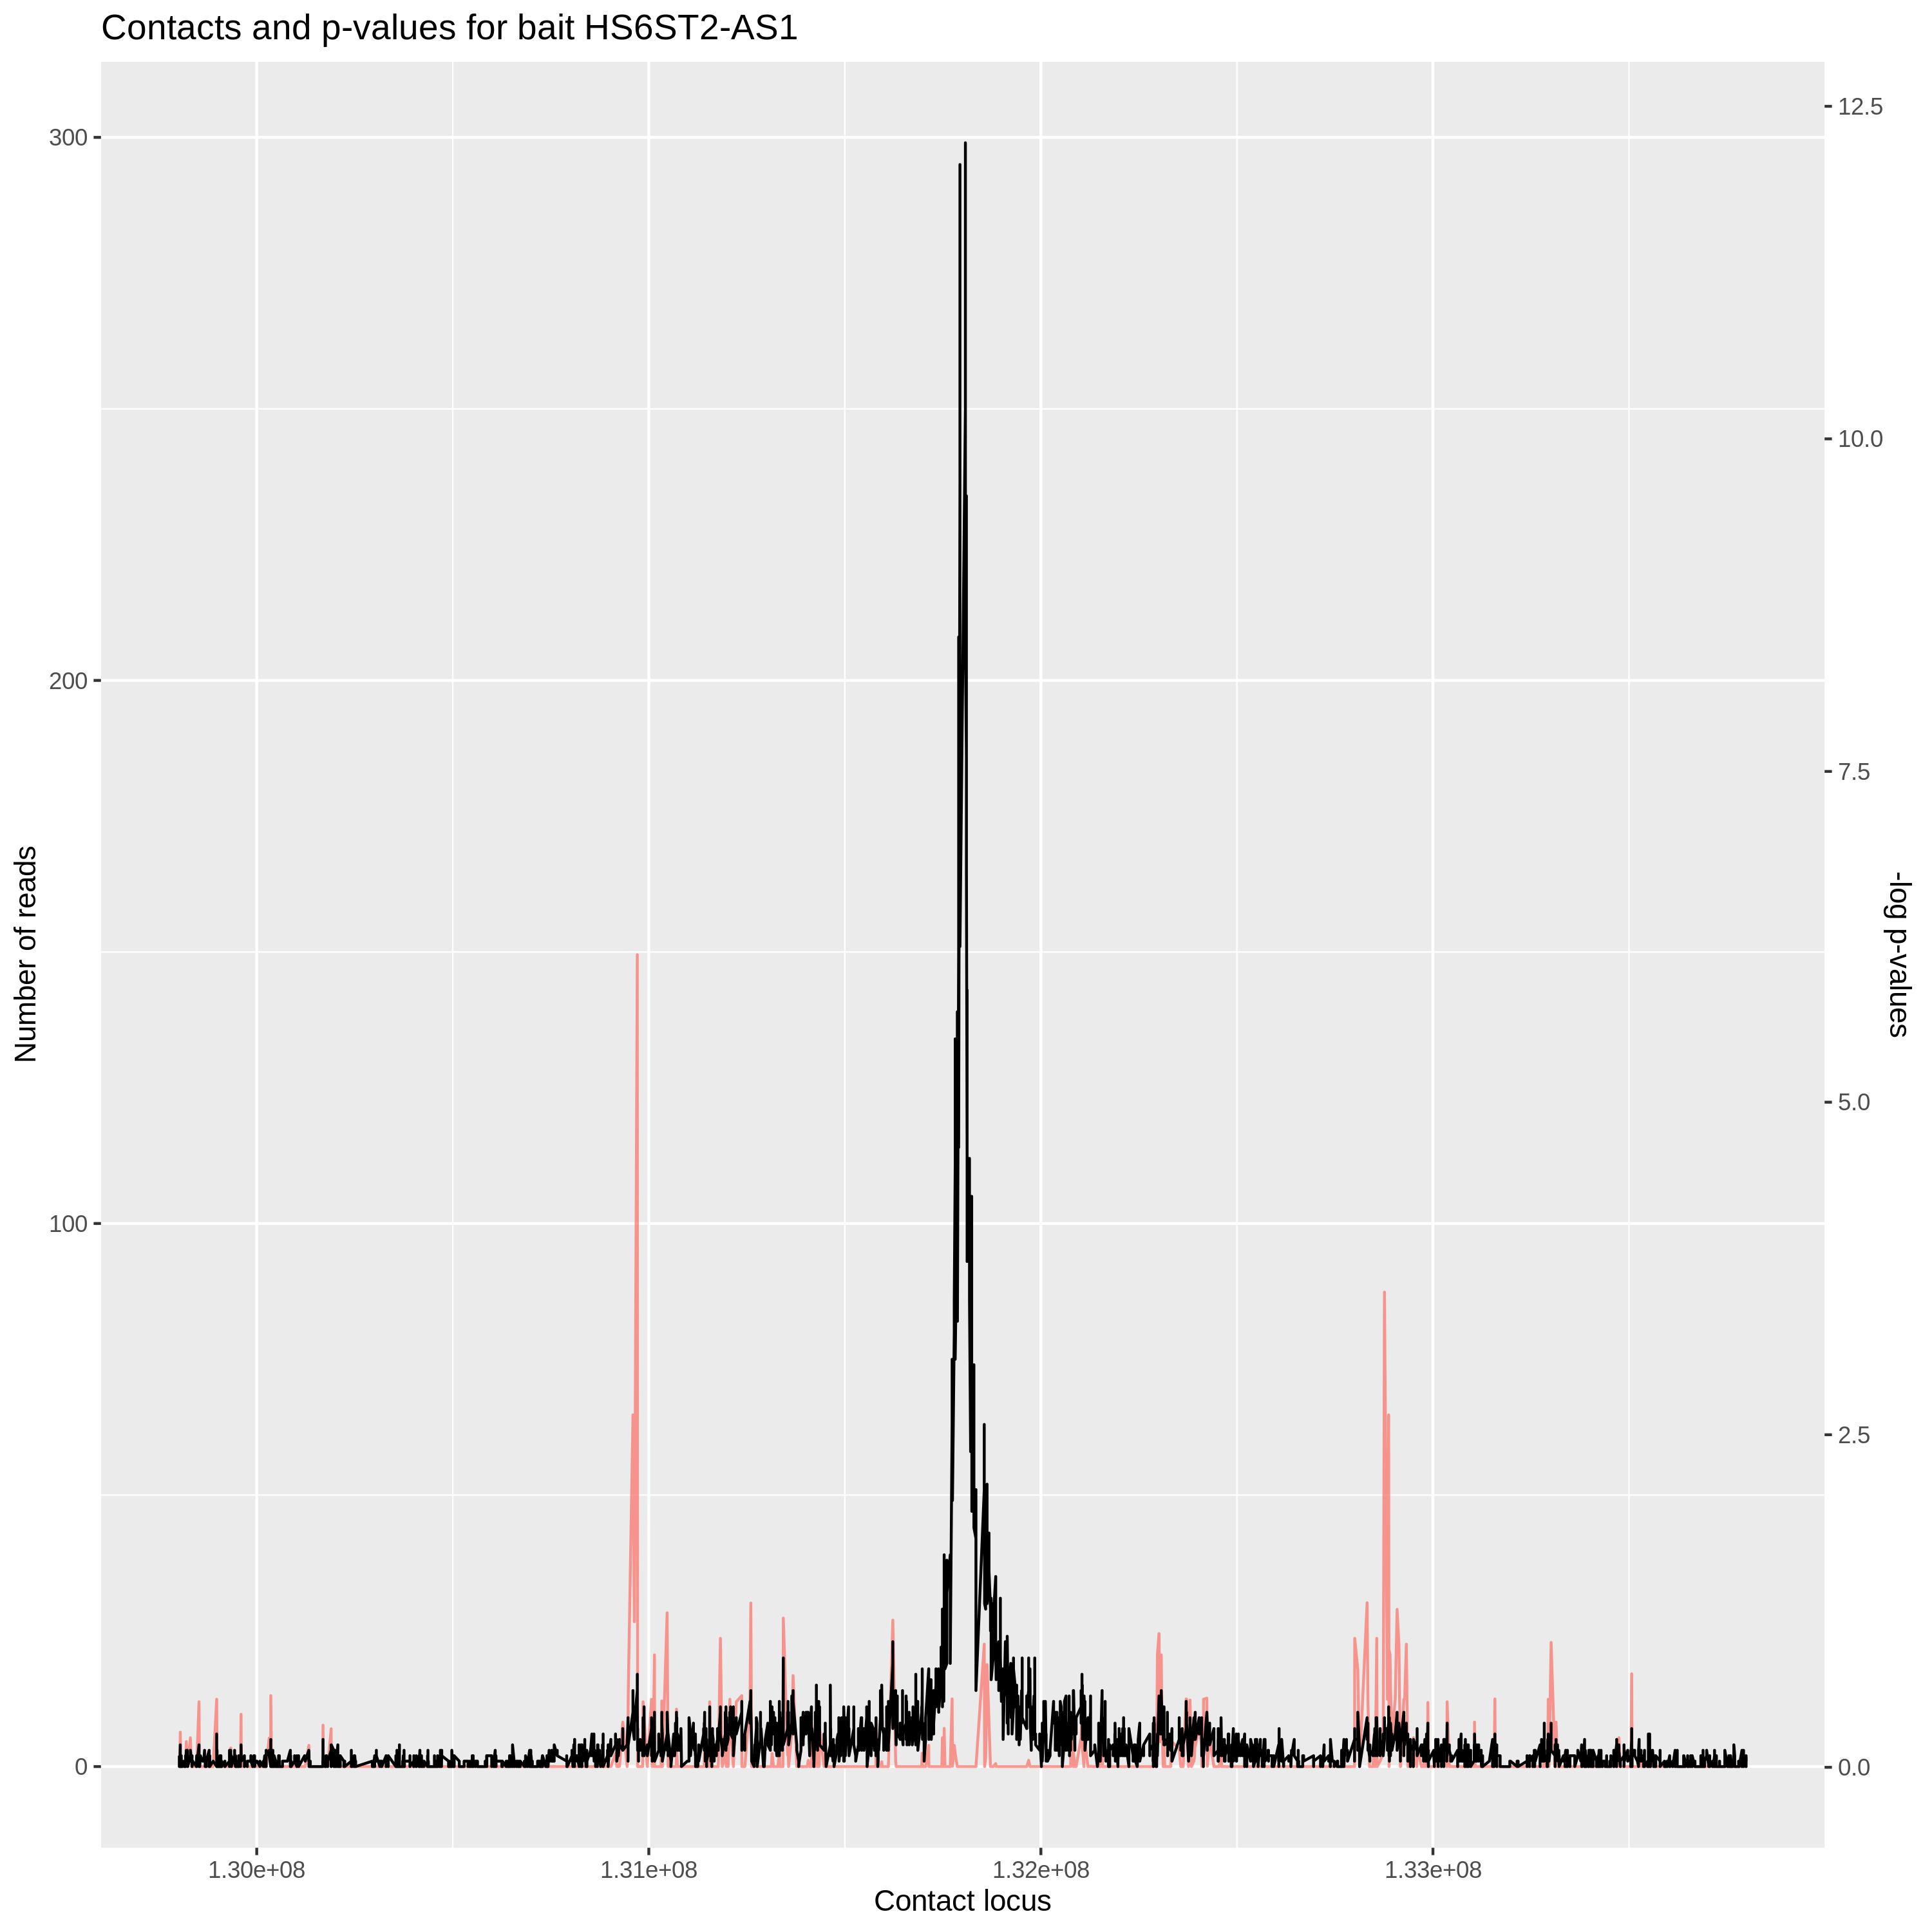 Contacts and p-values for bait HS6ST2-AS1
300
200
100
0
Number of reads
12.5
10.0
7.5
5.0
2.5
0.0
-log p-values
1.30e+08
1.31e+08
1.32e+08
1.33e+08
Contact locus